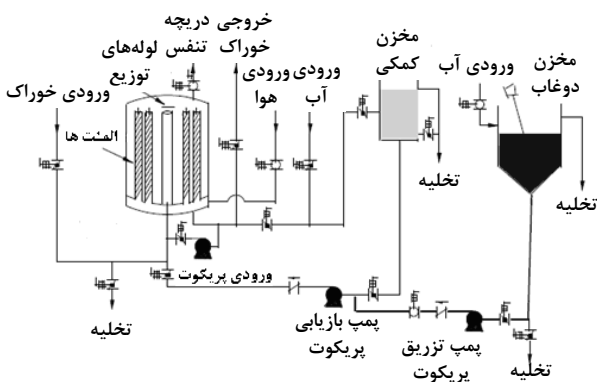 ورودی خوراک
لوله‌های
توزیع
دریچه
تنفس
خروجی
خوراک
ورودی
هوا
ورودی
آب
مخزن
کمکی
ورودی آب
مخزن
دوغاب
المنت ها
تخلیه
تخلیه
تخلیه
ورودی پریکوت
پمپ بازیابی
پریکوت
پمپ تزریق
پریکوت
تخلیه